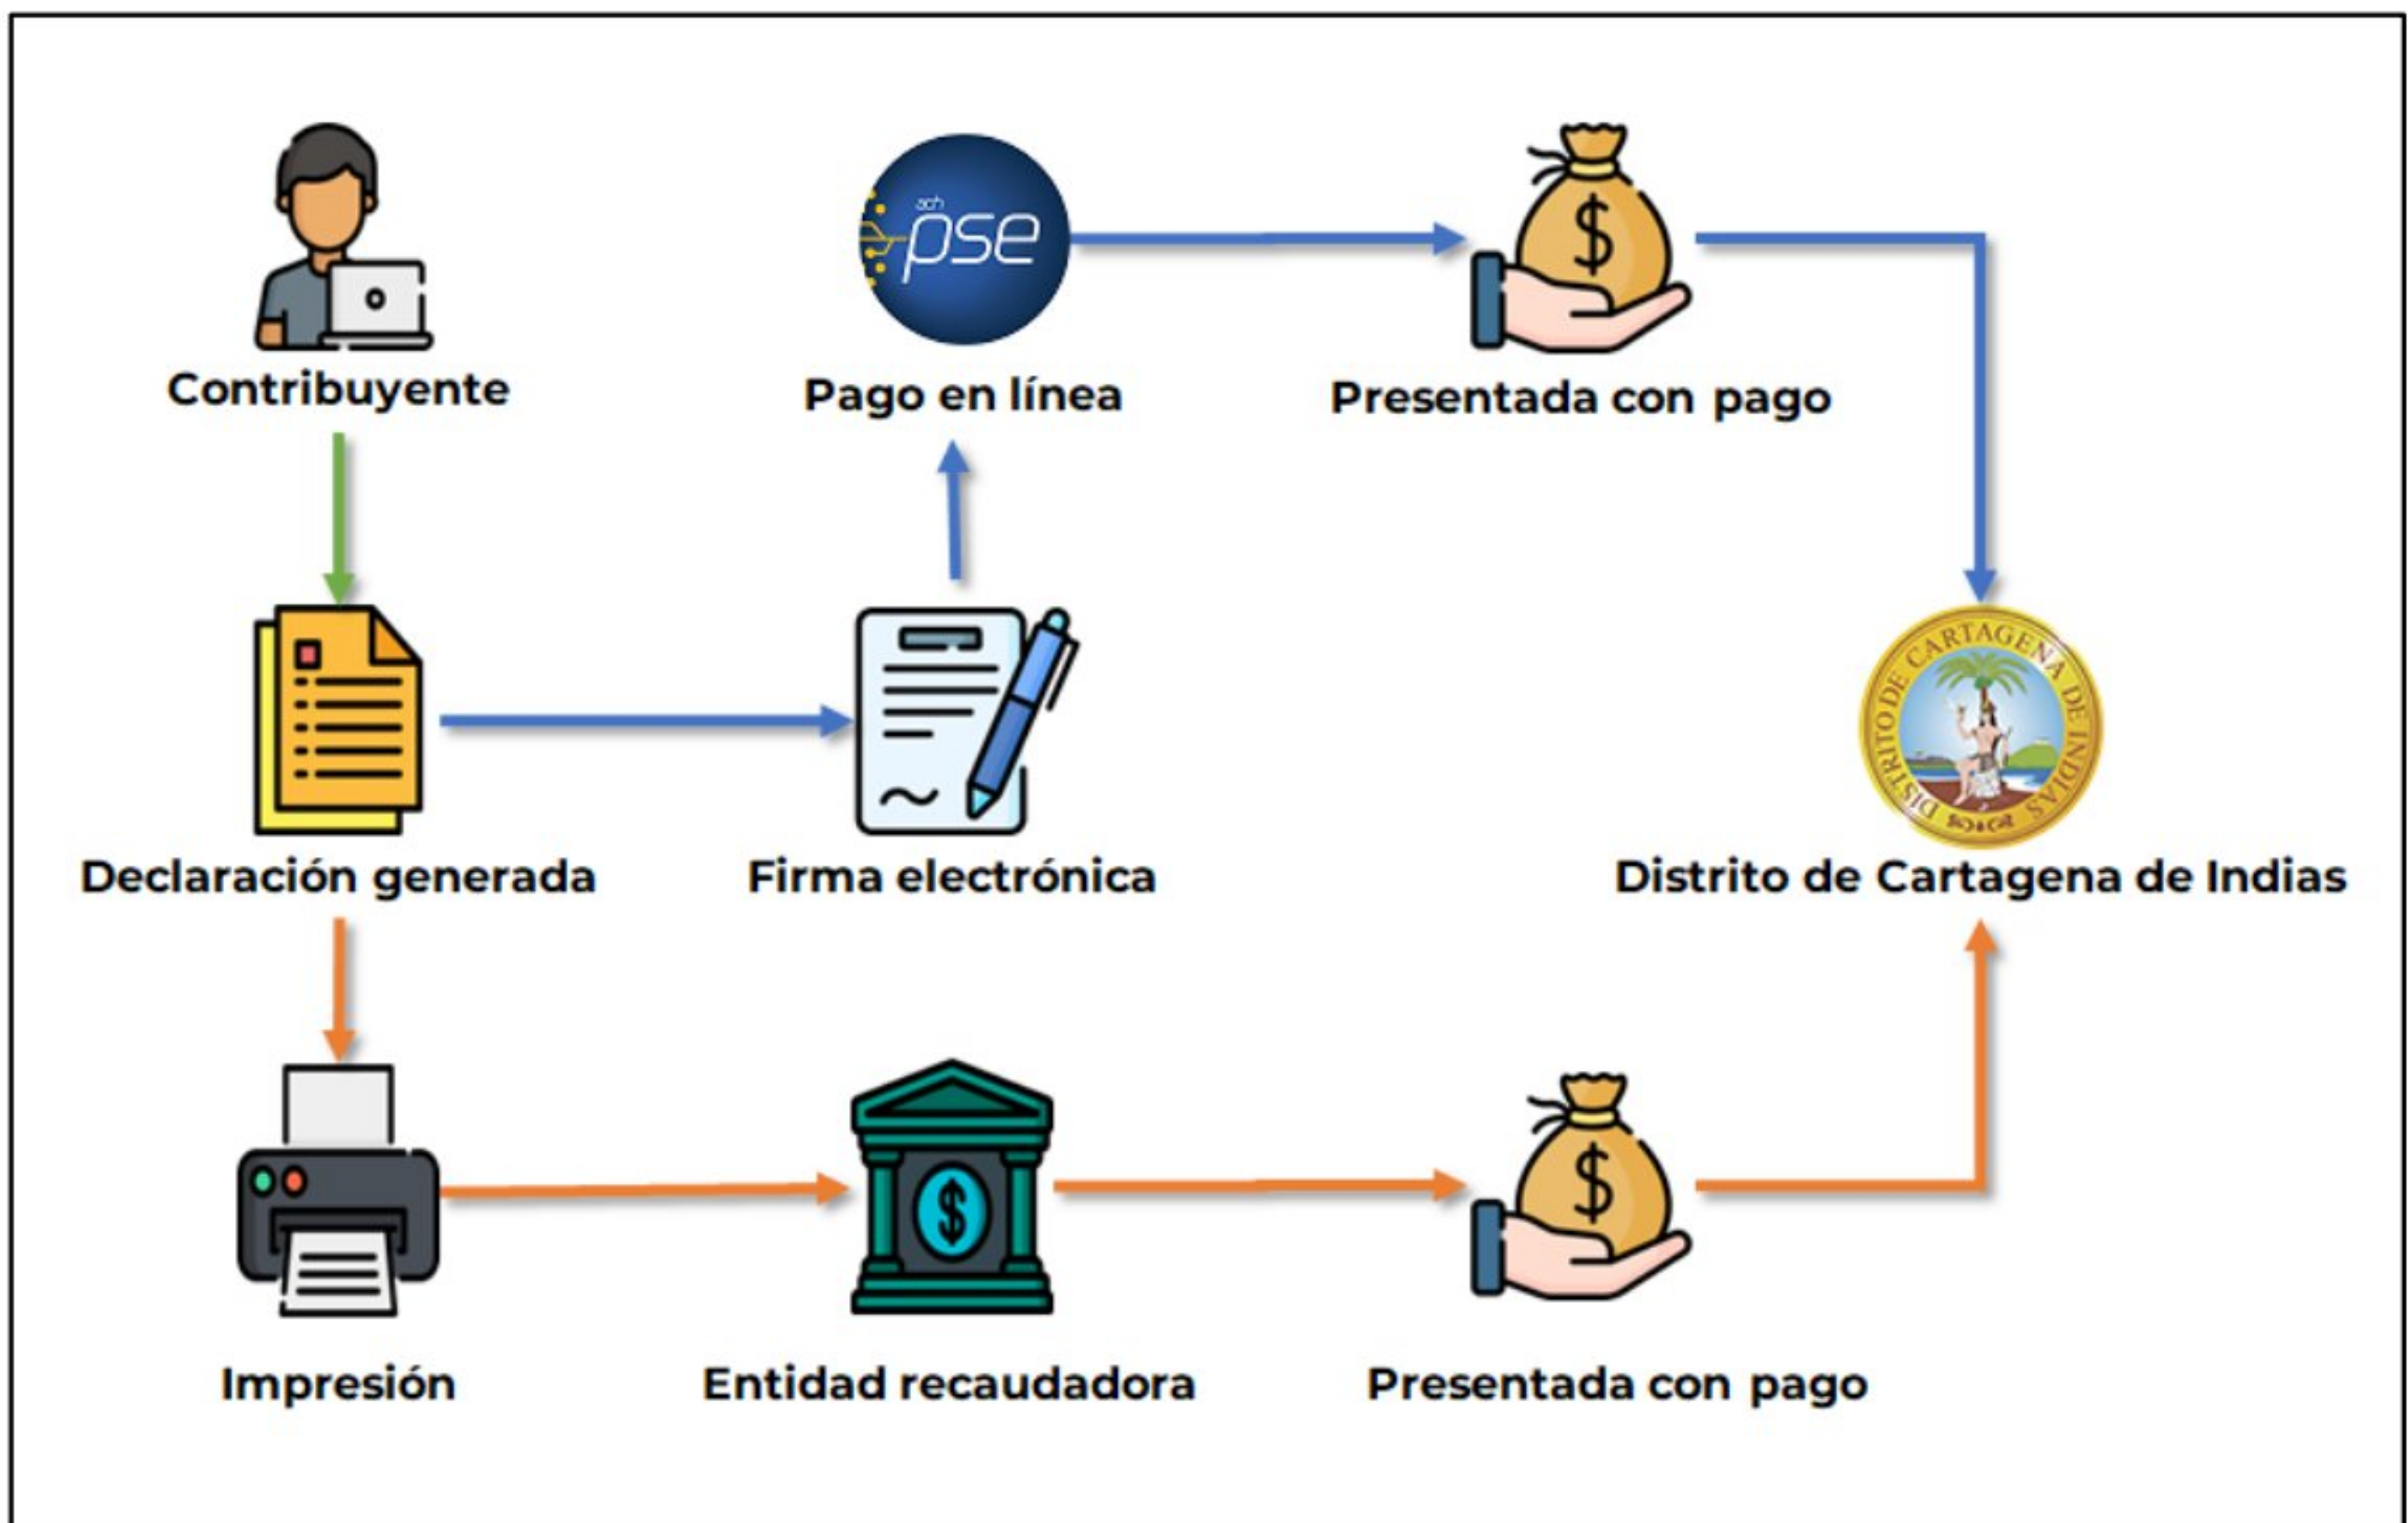 ach
pse
$
Contribuyente
Pago en línea
Presentada con pago
DISTRITO DE CARTAGENA DE INDIAS
Declaración generada
Firma electrónica
Distrito de Cartagena de Indias
$
$
Impresión
Entidad recaudadora
Presentada con pago